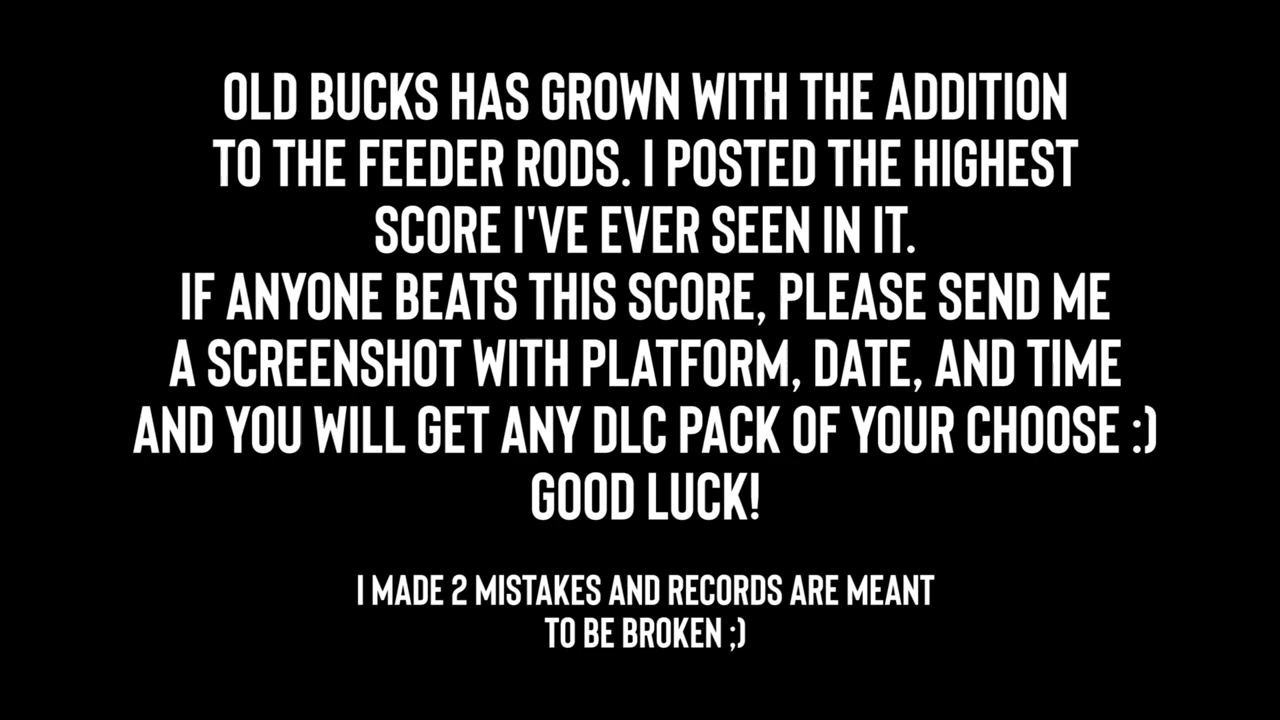 OLD BUCKS HAS GROWN WITH THE ADDITION
TO THE FEEDER RODS. I POSTED THE HIGHEST
SCORE I'VE EVER SEEN IN IT.
IF ANYONE BEATS THIS SCORE, PLEASE SEND ME
A SCREENSHOT WITH PLATFORM, DATE, AND TIME
AND YOU WILL GET ANY DLC PACK OF YOUR CHOOSE :)
GOOD LUCK!
I MADE 2 MISTAKES AND RECORDS ARE MEANT
TO BE BROKEN ;)